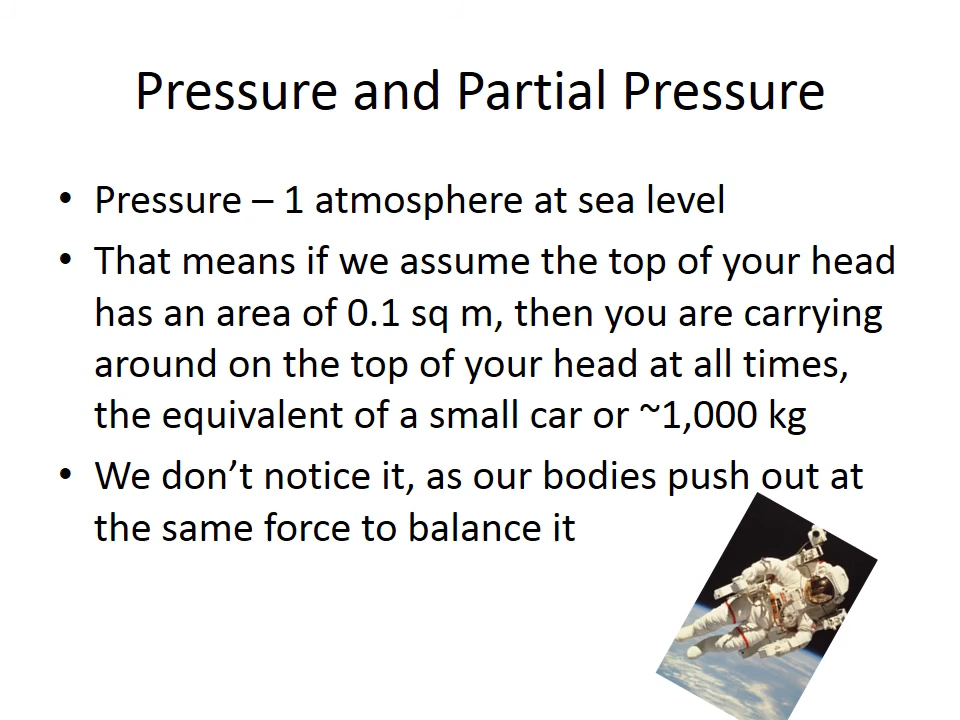 Pressure and Partial Pressure
• Pressure – 1 atmosphere at sea level
• That means if we assume the top of your head
has an area of 0.1 sq m, then you are carrying
around on the top of your head at all times,
the equivalent of a small car or ~1,000 kg
• We don’t notice it, as our bodies push out at
the same force to balance it